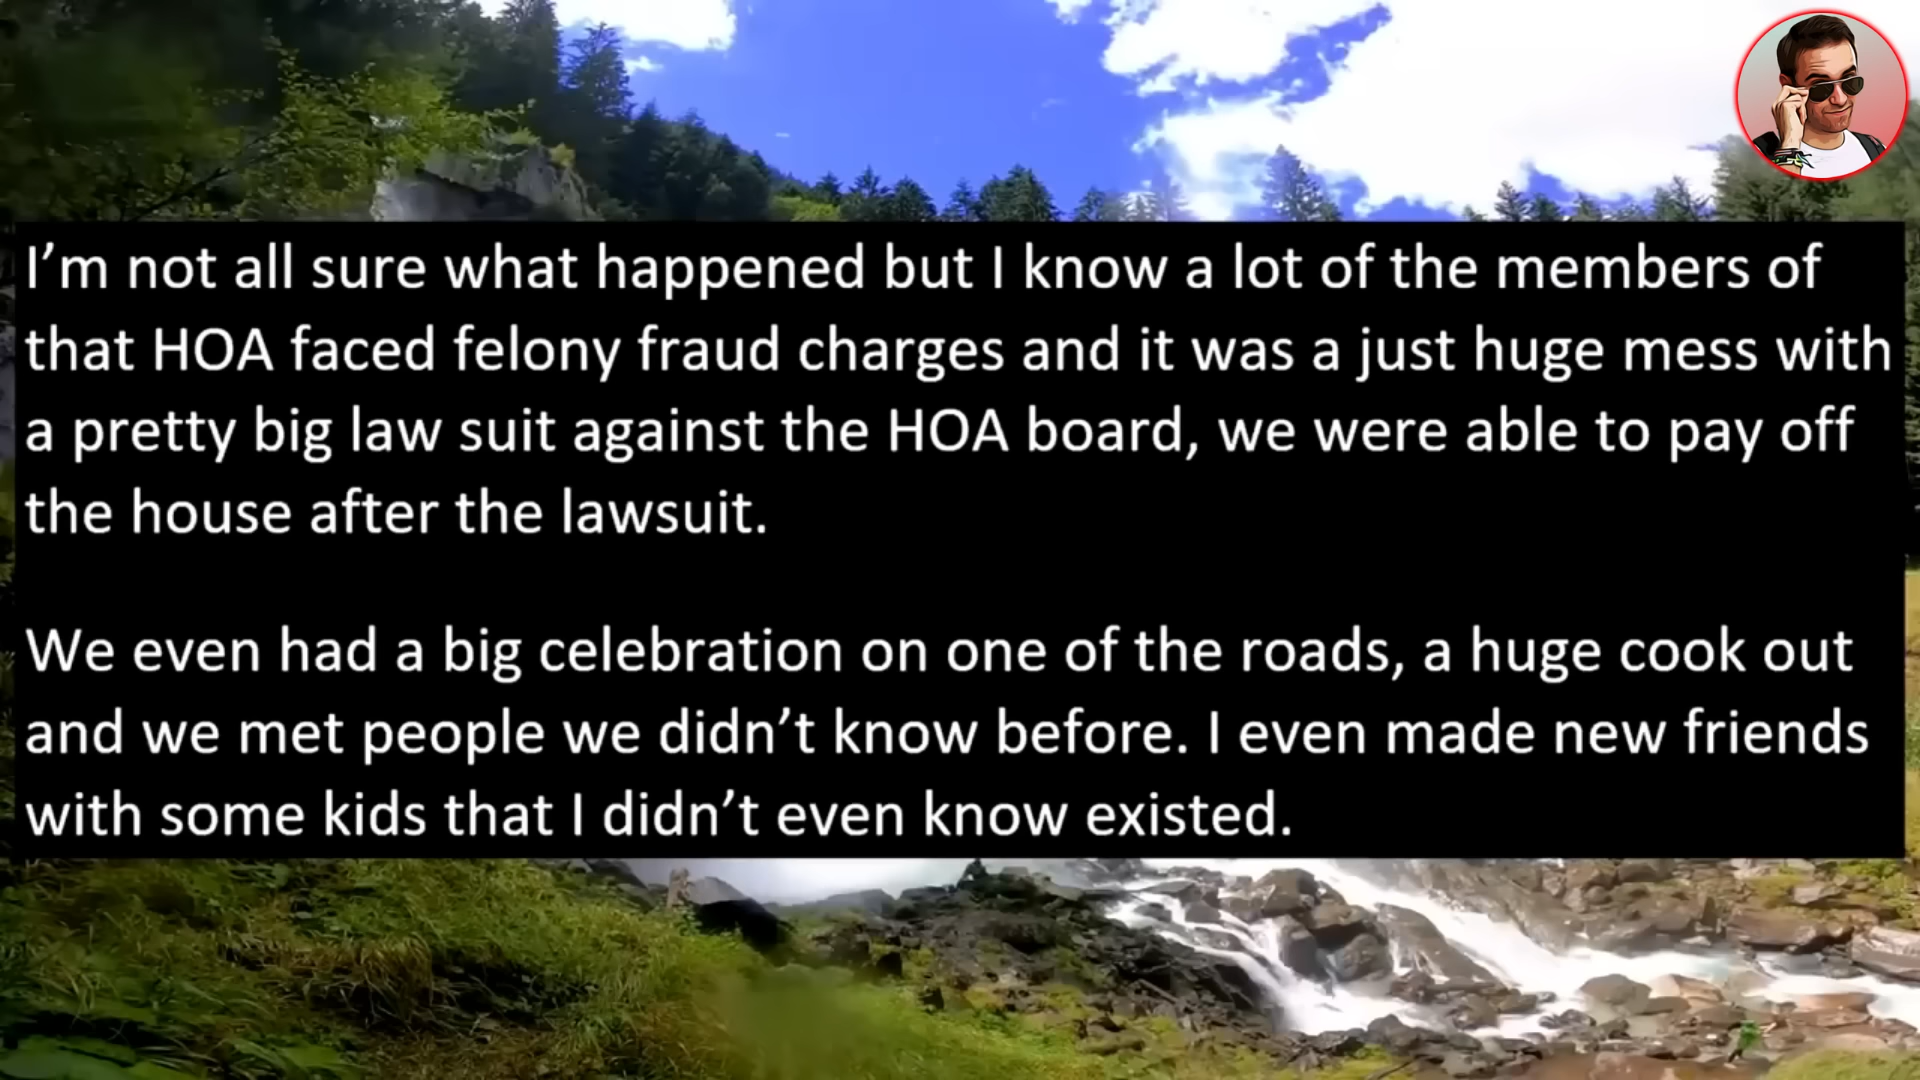 I’m not all sure what happened but I know a lot of the members of
that HOA faced felony fraud charges and it was a just huge mess with
a pretty big law suit against the HOA board, we were able to pay off
the house after the lawsuit.
We even had a big celebration on one of the roads, a huge cook out
and we met people we didn’t know before. I even made new friends
with some kids that I didn’t even know existed.